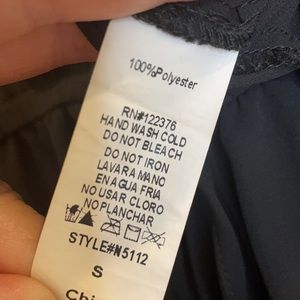 100%Polyester
RN#122376
HAND WASH COLD
DO NOT BLEACH
DO NOT IRON
LAVAR A MANO
EN AGUA FRIA
NO USAR CLORO
NO PLANCHAR
STYLE#N5112
S
Chi